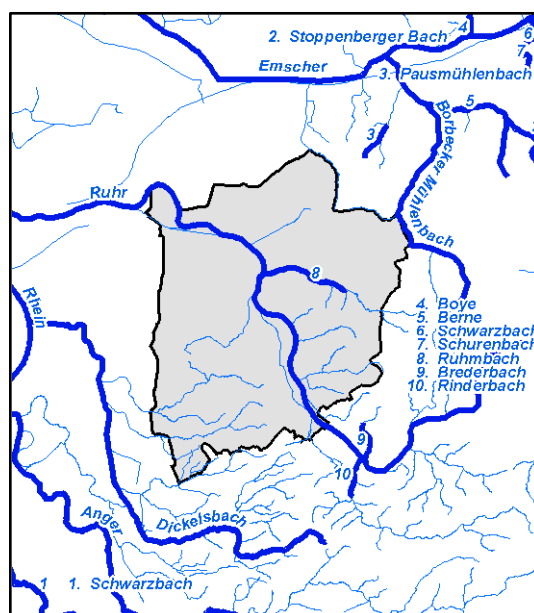 2. Stoppenberger Bach
4
6
Emscher
7
3. Pausmühlenbach
5
Borbecker Mühlenbach
3
Ruhr
8
Rhein
4. Boye
5. Berne
6. Schwarzbach
7. Schurenbach
8. Ruhmbach
9. Brederbach
10. Rinderbach
9
10
Anger
Dickelsbach
1
1. Schwarzbach